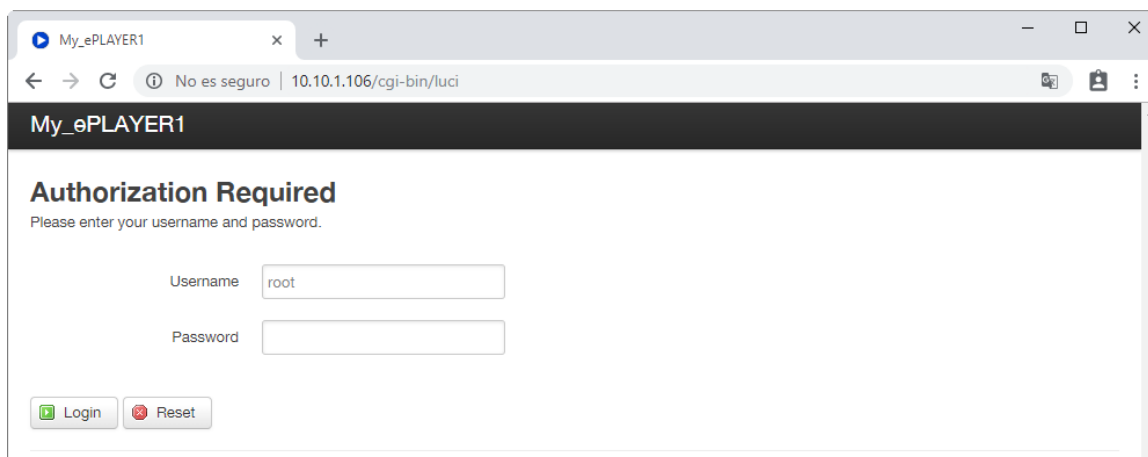 My_ePLAYER1
No es seguro | 10.10.1.106/cgi-bin/luci
My_ePLAYER1
Authorization Required
Please enter your username and password.
Username root
Password
Login Reset